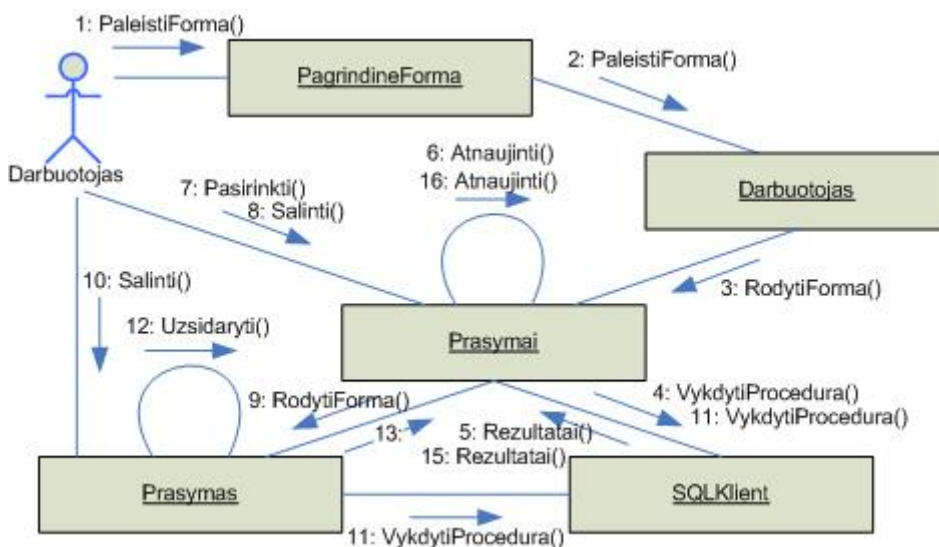 1: PaleistiForma()
PagrindineForma
2: PaleistiForma()
Darbuotojas
6: Atnaujinti()
16: Atnaujinti()
7: Pasirinkti()
8: Salinti()
Darbuotojas
3: RodytiForma()
10: Salinti()
12: Uzsidaryti()
Prasymai
9: RodytiForma()
13:
4: VykdytiProcedura()
11: VykdytiProcedura()
5: Rezultatai()
15: Rezultatai()
Prasymas
SQLKlient
11: VykdytiProcedura()